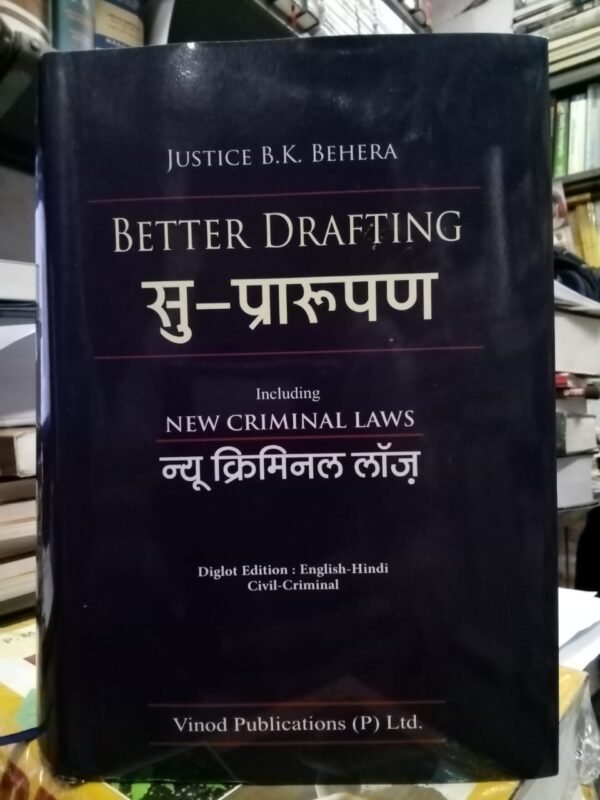 JUSTICE B.K. BEHERA
BETTER DRAFTING
सु–प्रारूपण
Including
NEW CRIMINAL LAWS
न्यू क्रिमिनल लॉज़
Diglot Edition : English-Hindi
Civil-Criminal
Vinod Publications (P) Ltd.